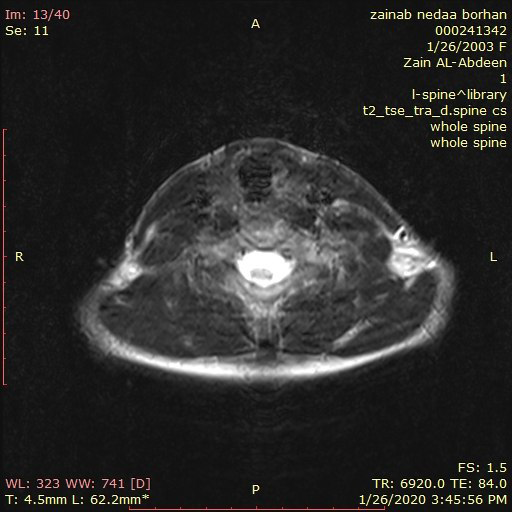 Im: 13/40
Se: 11
zainab nedaa borhan
000241342
1/26/2003 F
Zain AL-Abdeen
1
l-spine^library
t2_tse_tra_d.spine cs
whole spine
whole spine
A
R
L
P
WL: 323 WW: 741 [D]
T: 4.5mm L: 62.2mm*
FS: 1.5
TR: 6920.0 TE: 84.0
1/26/2020 3:45:56 PM